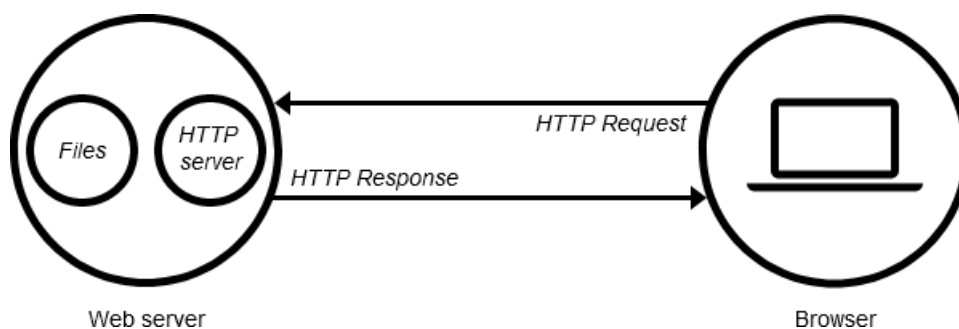 Files
HTTP
server
HTTP Request
HTTP Response
Web server
Browser